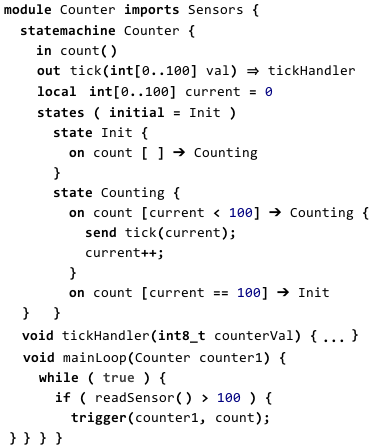 module Counter imports Sensors {
statemachine Counter {
in count()
out tick(int[0..100] val) ⇒ tickHandler
local int[0..100] current = 0
states ( initial = Init )
state Init {
on count [ ] ➔ Counting
}
state Counting {
on count [current < 100] ➔ Counting {
send tick(current);
current++;
}
on count [current == 100] ➔ Init
} }
void tickHandler(int8_t counterVal) { ... }
void mainLoop(Counter counter1) {
while ( true ) {
if ( readSensor() > 100 ) {
trigger(counter1, count);
} } } }